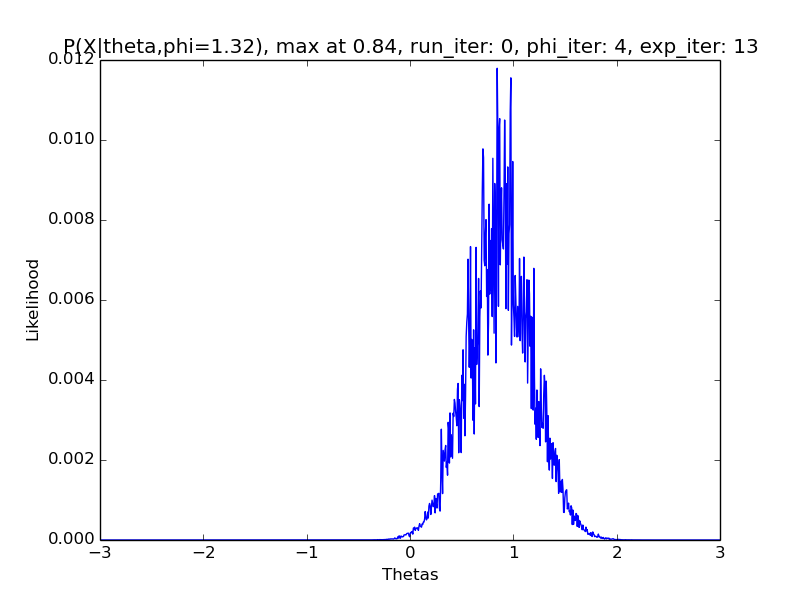 P(X|theta,phi=1.32), max at 0.84, run_iter: 0, phi_iter: 4, exp_iter: 13
0.012
0.010
0.008
0.006
0.004
0.002
0.000
Likelihood
−3 −2 −1 0 1 2 3
Thetas